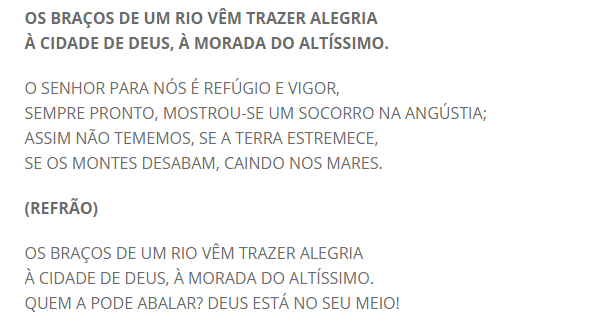 OS BRAÇOS DE UM RIO VÊM TRAZER ALEGRIA
À CIDADE DE DEUS, À MORADA DO ALTÍSSIMO.
O SENHOR PARA NÓS É REFÚGIO E VIGOR,
SEMPRE PRONTO, MOSTROU-SE UM SOCORRO NA ANGÚSTIA;
ASSIM NÃO TEMEMOS, SE A TERRA ESTREMECE,
SE OS MONTES DESABAM, CAINDO NOS MARES.
(REFRÃO)
OS BRAÇOS DE UM RIO VÊM TRAZER ALEGRIA
À CIDADE DE DEUS, À MORADA DO ALTÍSSIMO.
QUEM A PODE ABALAR? DEUS ESTÁ NO SEU MEIO!